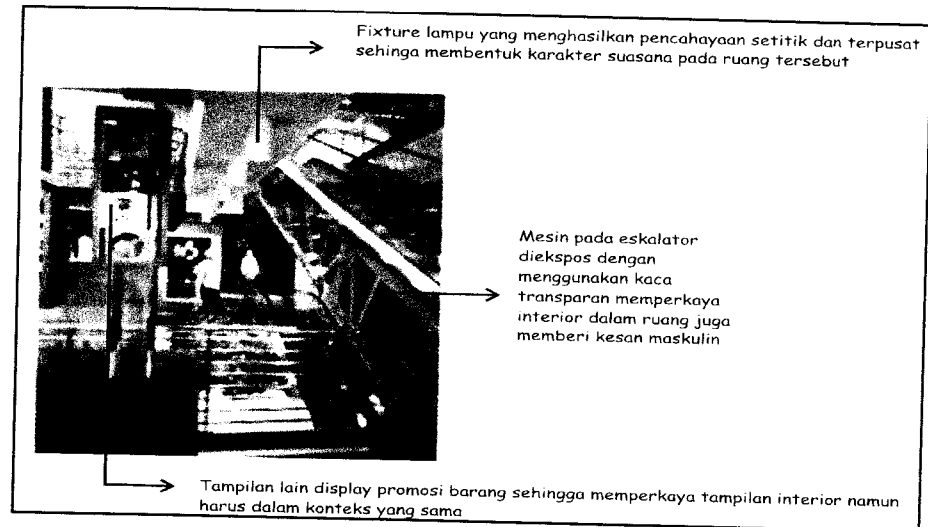 Fixture lampu yang menghasilkan pencahayaan setitik dan terpusat
sehinga membentuk karakter suasana pada ruang tersebut
Mesin pada eskalator
diekspos dengan
menggunakan kaca
transparan memperkaya
interior dalam ruang juga
memberi kesan maskulin
Tampilan lain display promosi barang sehingga memperkaya tampilan interior namun
harus dalam konteks yang sama